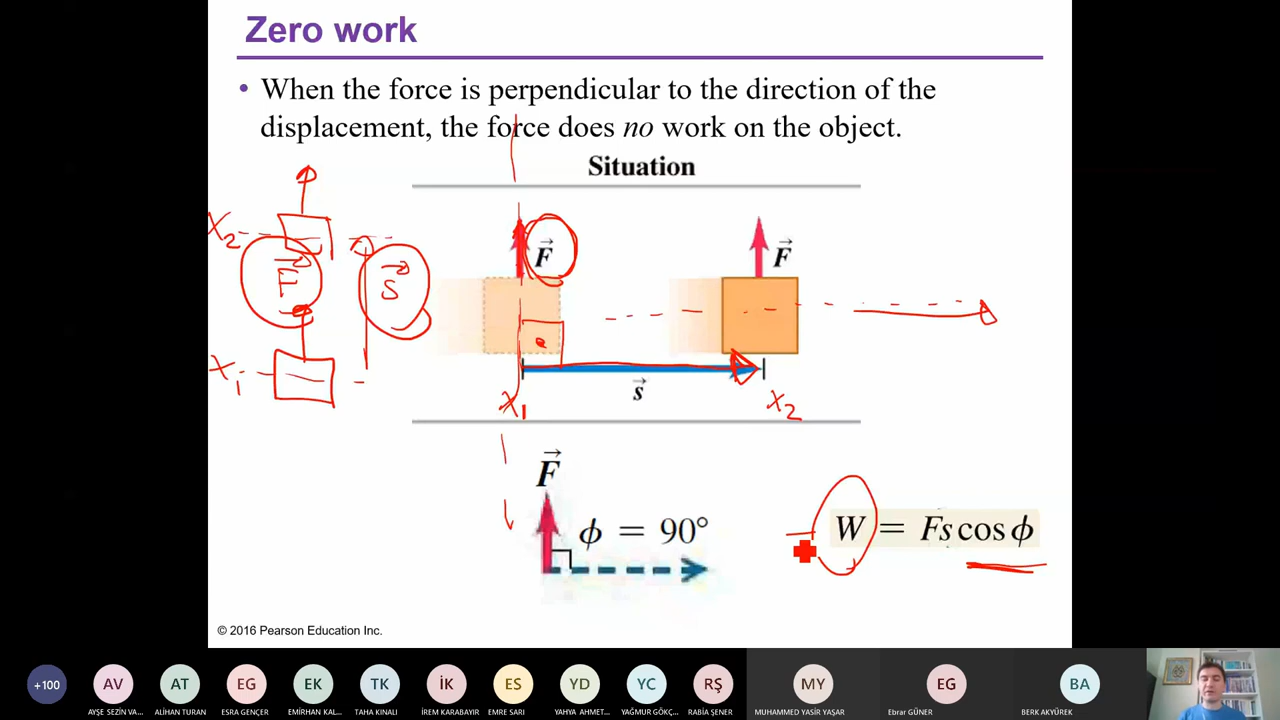 Zero work
• When the force is perpendicular to the direction of the
displacement, the force does no work on the object.
Situation
X2
F
S
X1
F
F
s
X1
X2
F
ϕ = 90°
W = Fs cos ϕ
© 2016 Pearson Education Inc.
+100
AV
AT
EG
EK
TK
İK
ES
YD
YC
RŞ
MY
EG
BA
AYŞE SEZİN VA...
ALİHAN TURAN
ESRA GENÇER
EMİRHAN KAL...
TAHA KINALI
İREM KARABAYIR
EMRE SARI
YAHYA AHMET...
YAĞMUR GÖKÇ...
RABİA ŞENER
MUHAMMED YASİR YAŞAR
Ebrar GÜNER
BERK AKYÜREK